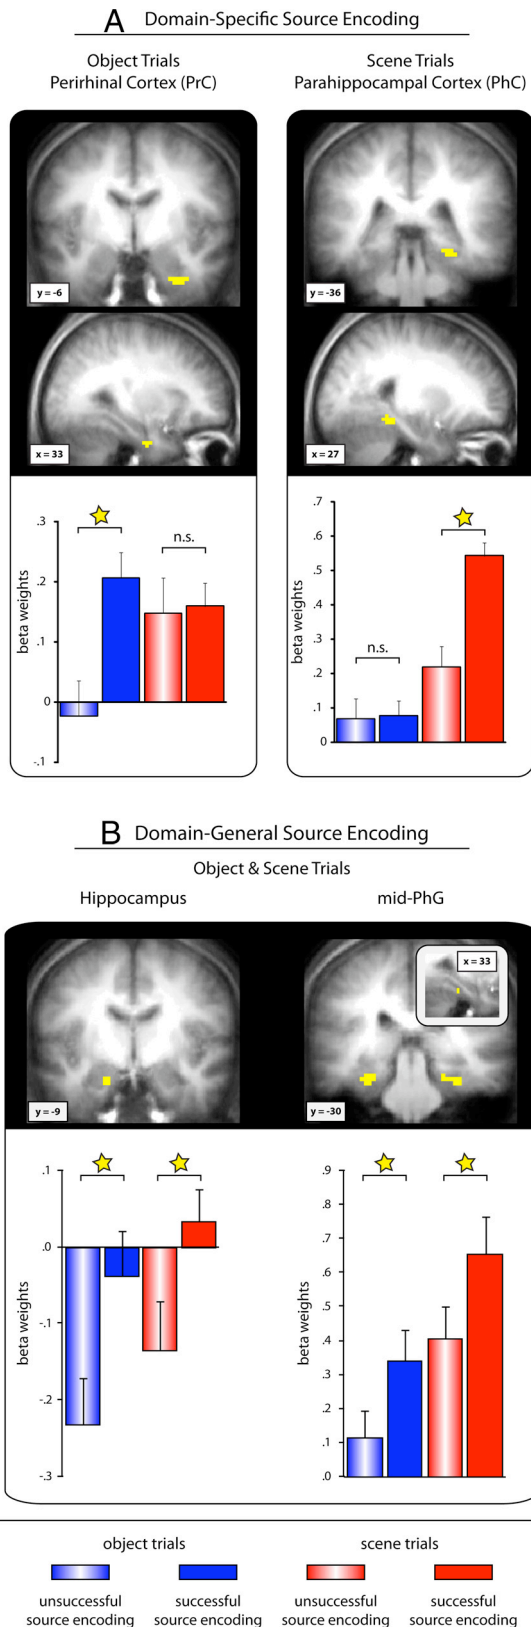 A Domain-Specific Source Encoding
Object Trials
Perirhinal Cortex (PrC)
Scene Trials
Parahippocampal Cortex (PhC)
y = -6
y = -36
x = 33
x = 27
.3
.2
.1
0
-.1
beta weights
n.s.
.7
.6
.5
.4
.3
.2
.1
0
beta weights
n.s.
B Domain-General Source Encoding
Object & Scene Trials
Hippocampus
mid-PhG
x = 33
y = -9
y = -30
.1
.0
-.1
-.2
-.3
beta weights
.9
.8
.7
.6
.5
.4
.3
.2
.1
.0
beta weights
object trials
scene trials
unsuccessful
source encoding
successful
source encoding
unsuccessful
source encoding
successful
source encoding